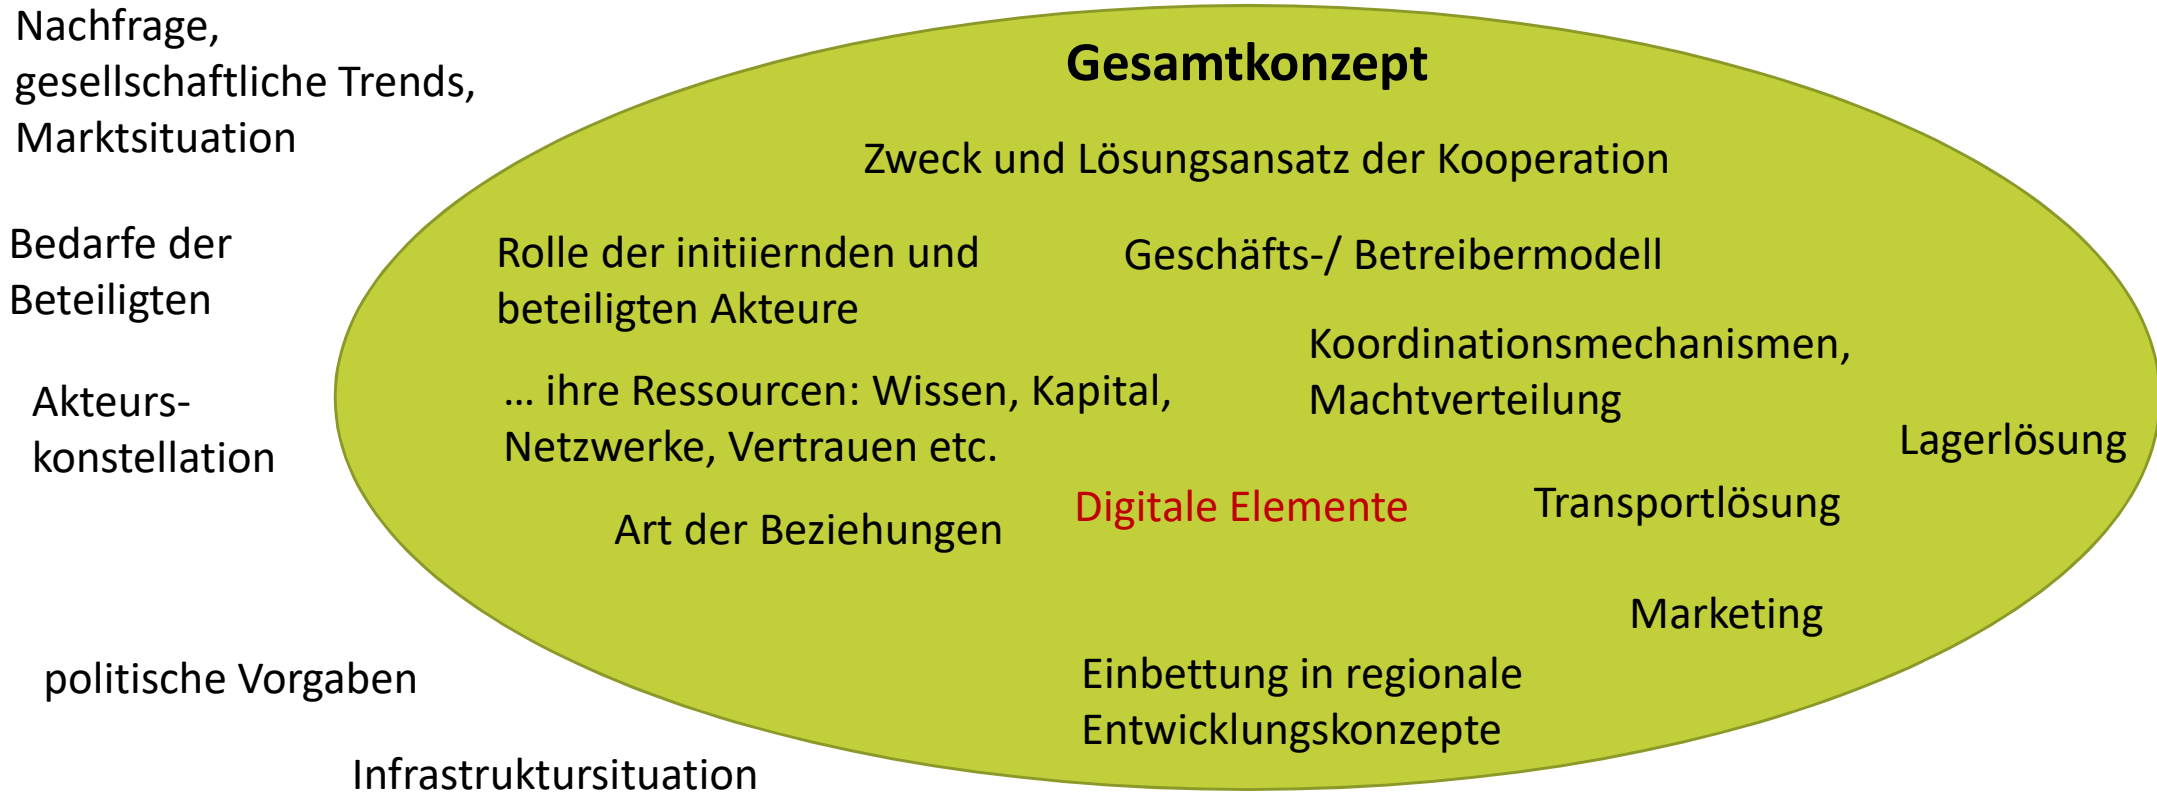 Nachfrage,
gesellschaftliche Trends,
Marktsituation
Bedarfe der
Beteiligten
Akteurs-
konstellation
politische Vorgaben
Infrastruktursituation
Gesamtkonzept
Zweck und Lösungsansatz der Kooperation
Rolle der initiiernden und
beteiligten Akteure
Geschäfts-/ Betreibermodell
... ihre Ressourcen: Wissen, Kapital,
Netzwerke, Vertrauen etc.
Koordinationsmechanismen,
Machtverteilung
Lagerlösung
Art der Beziehungen
Digitale Elemente
Transportlösung
Marketing
Einbettung in regionale
Entwicklungskonzepte